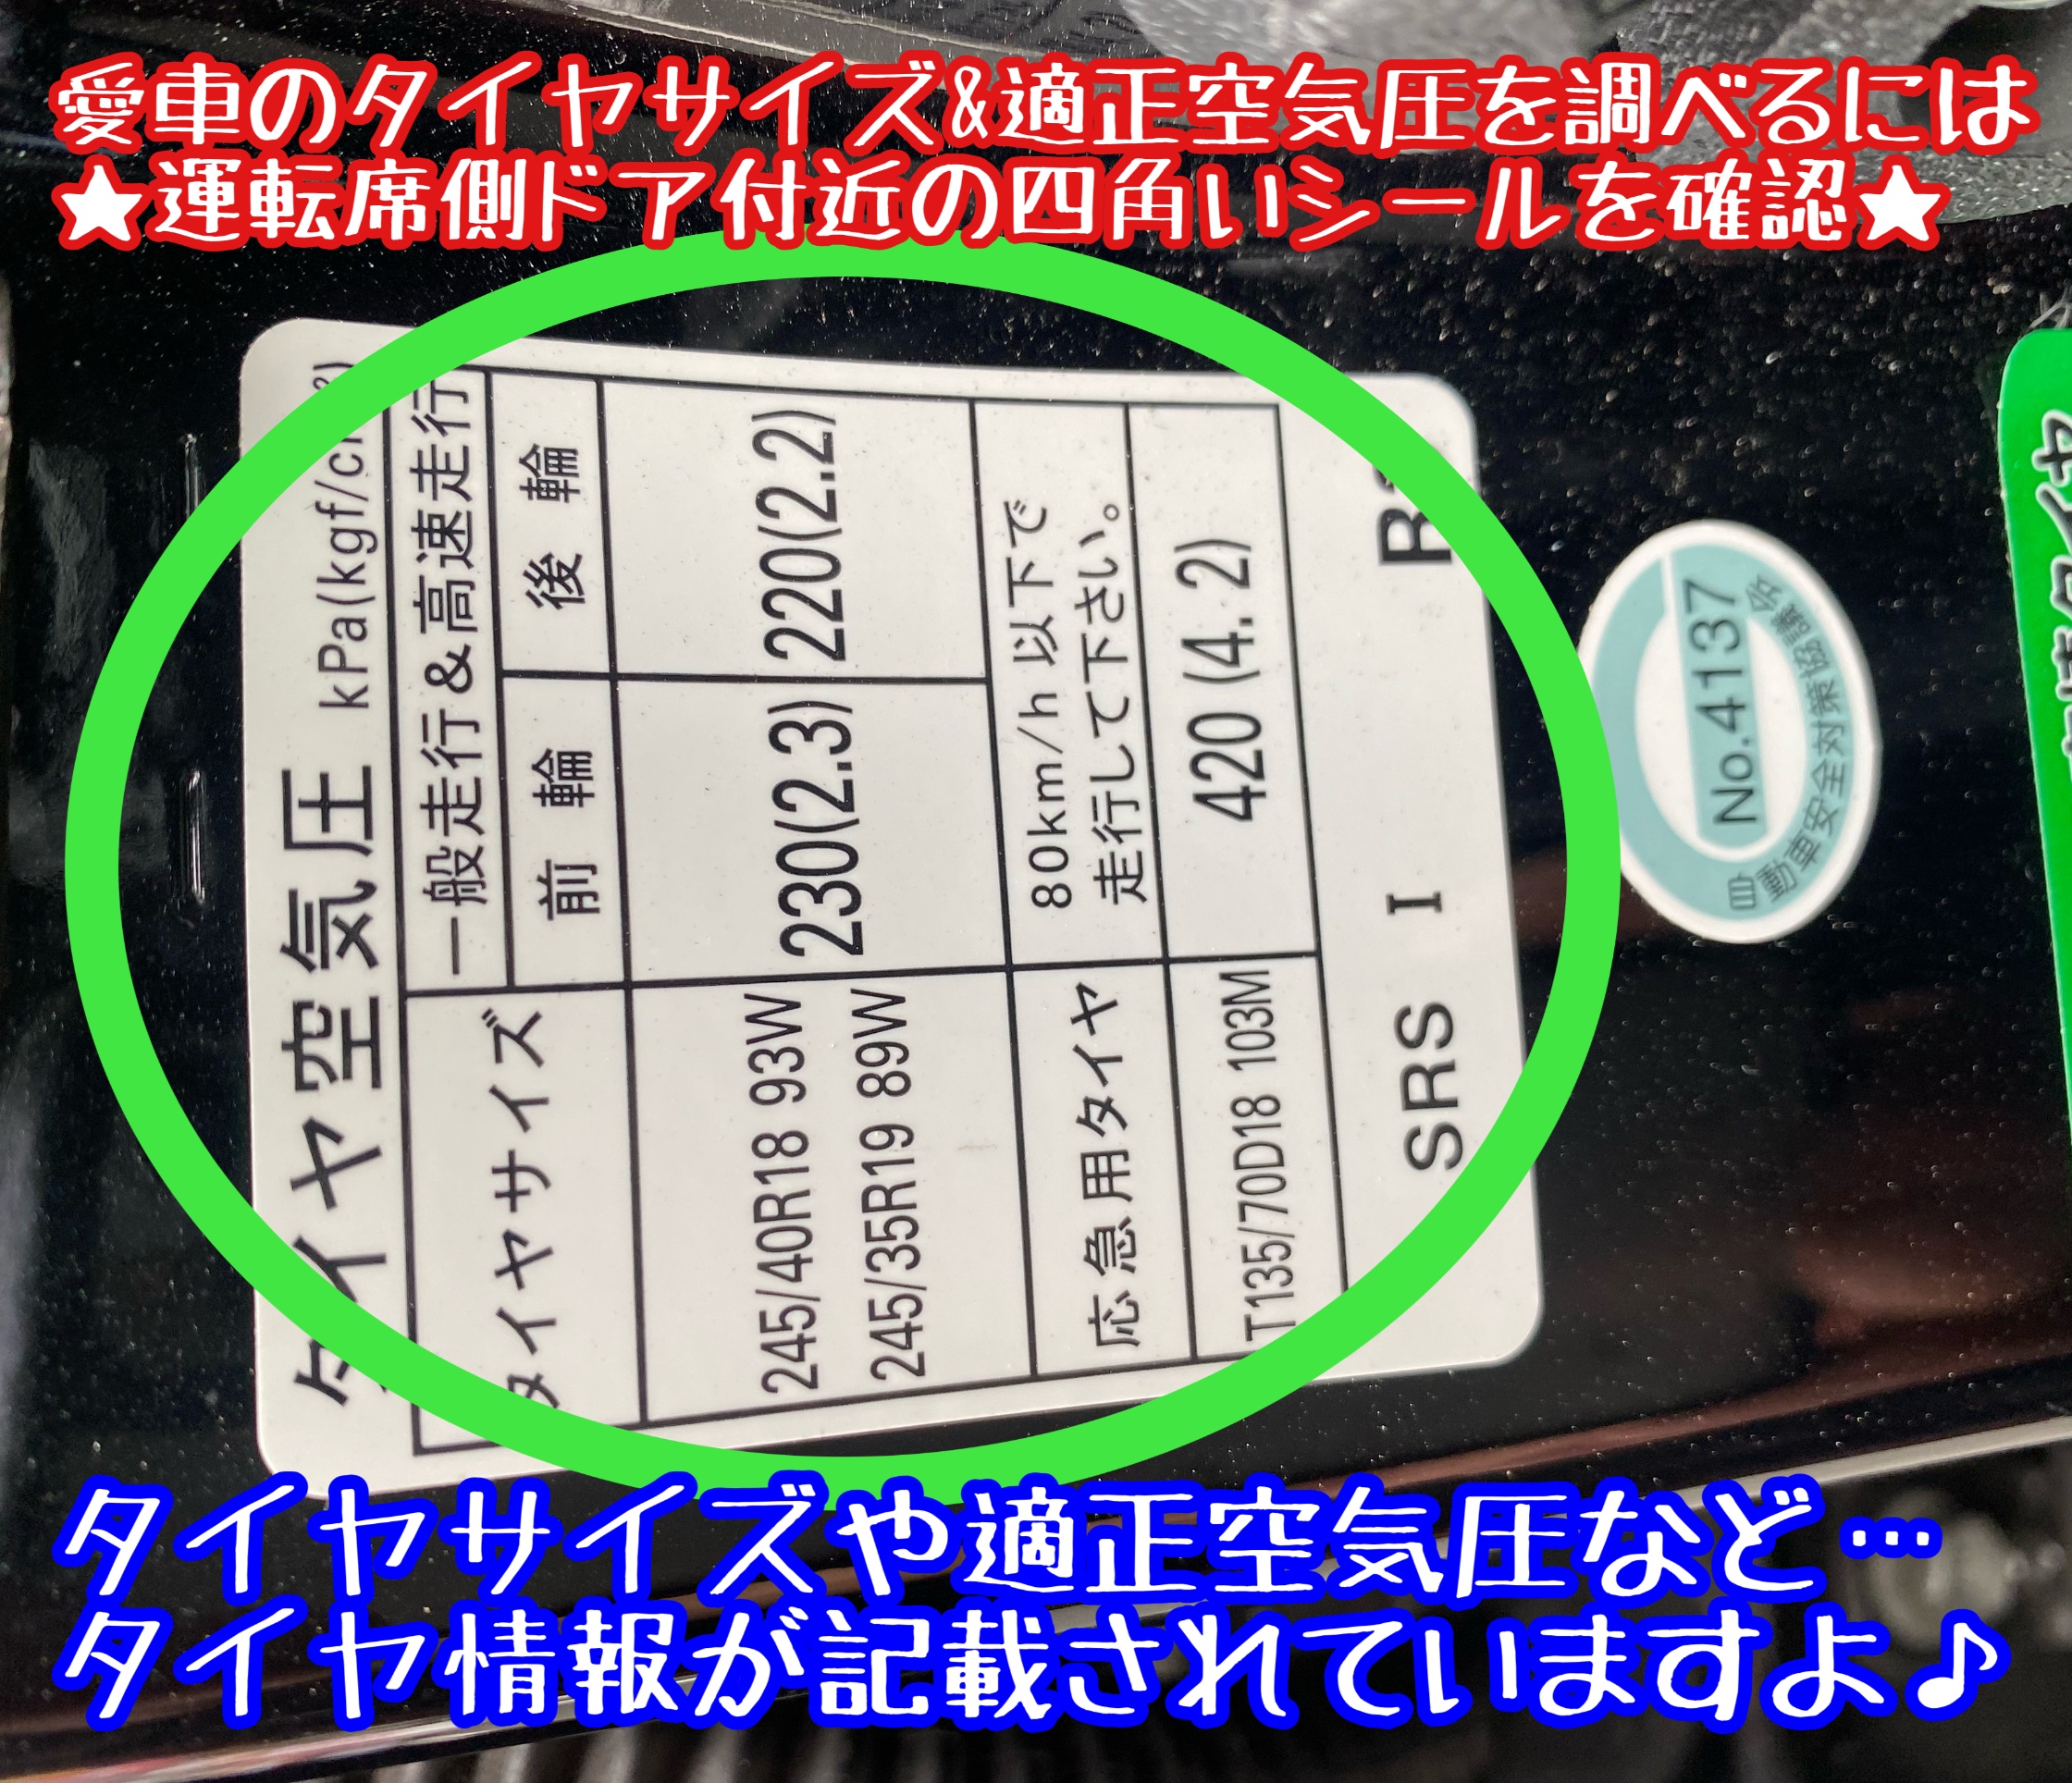 愛車のタイヤサイズ&適正空気圧を調べるには
★運転席側ドア付近の四角いシールを確認★
タイヤ空気圧 kPa(kgf/c
タイヤサイズ 一般走行&高速走行
前輪 後輪
245/40R18 93W 230(2.3) 220(2.2)
245/35R19 89W
応急用タイヤ 80km/h以下で
走行して下さい。
T135/70D18 103M 420 (4.2)
SRS I
No.4137
自動車安全対策協議会
タイヤ
タイヤサイズや適正空気圧など…
タイヤ情報が記載されていますよ♪